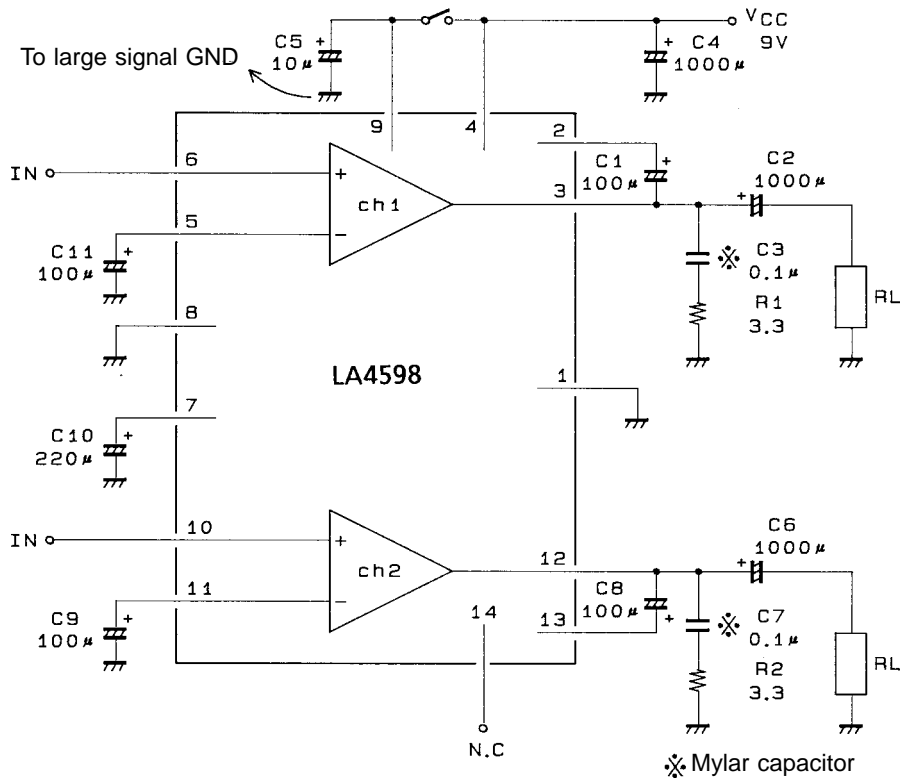 VCC
9V
C5
10μ
C4
1000μ
To large signal GND
9
4
2
IN
6
+
ch1
5
−
C11
100μ
C1
100μ
3
C2
1000μ
※
C3
0.1μ
R1
3.3
RL
8
LA4598
1
7
C10
220μ
IN
10
+
ch2
11
−
C9
100μ
12
C8
100μ
13
14
C6
1000μ
※
C7
0.1μ
R2
3.3
RL
N.C
※ Mylar capacitor